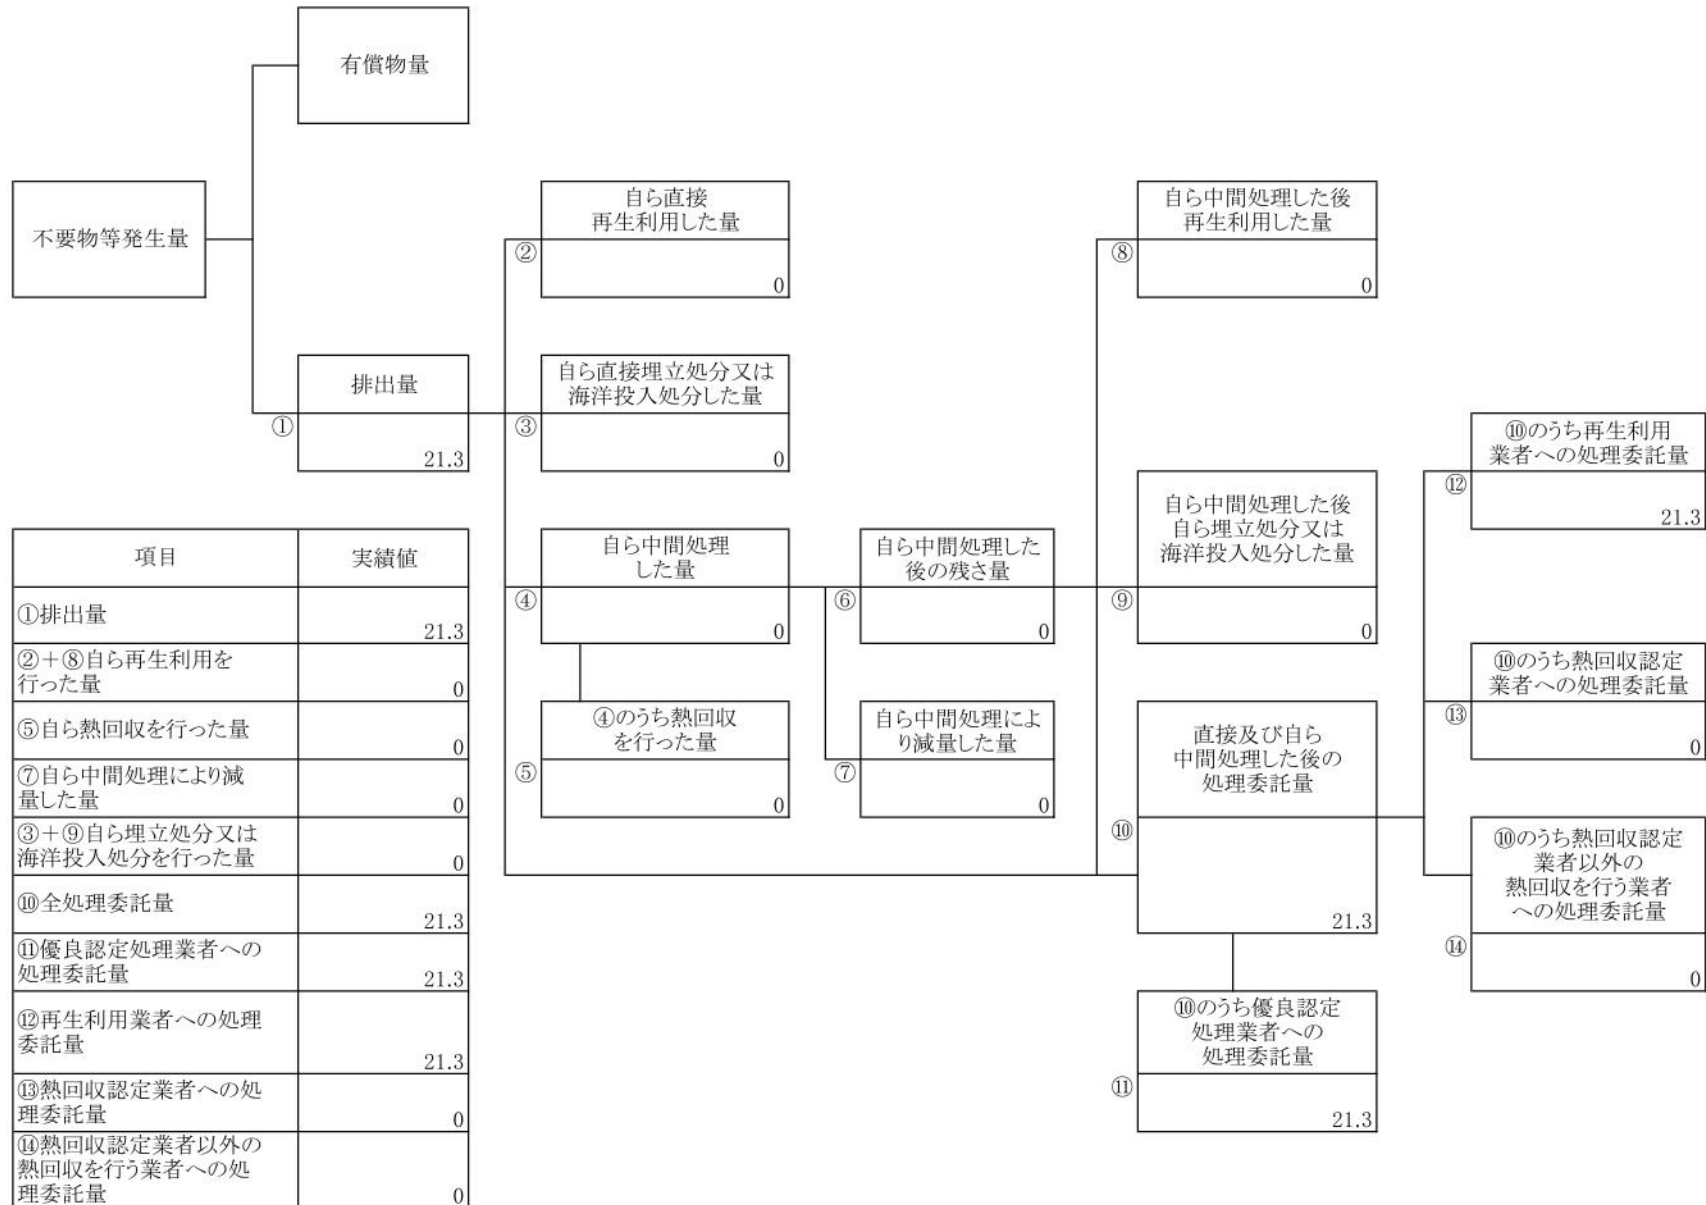 有償物量
不要物等発生量
自ら直接
再生利用した量
②
0
自ら中間処理した後
再生利用した量
⑧
0
排出量
①
21.3
自ら直接埋立処分又は
海洋投入処分した量
③
0
⑩のうち再生利用
業者への処理委託量
⑫
21.3
自ら中間処理
した量
④
0
自ら中間処理した
後の残さ量
⑥
0
自ら中間処理した後
自ら埋立処分又は
海洋投入処分した量
⑨
0
⑩のうち熱回収認定
業者への処理委託量
⑬
0
④のうち熱回収
を行った量
⑤
0
自ら中間処理によ
り減量した量
⑦
0
直接及び自ら
中間処理した後の
処理委託量
⑩
21.3
⑩のうち熱回収認定
業者以外の
熱回収を行う業者
への処理委託量
⑭
0
⑩のうち優良認定
処理業者への
処理委託量
⑪
21.3
項目 実績値
①排出量
21.3
②+⑧自ら再生利用を
行った量
0
⑤自ら熱回収を行った量
0
⑦自ら中間処理により減
量した量
0
③+⑨自ら埋立処分又は
海洋投入処分を行った量
0
⑩全処理委託量
21.3
⑪優良認定処理業者への
処理委託量
21.3
⑫再生利用業者への処理
委託量
21.3
⑬熱回収認定業者への処
理委託量
0
⑭熱回収認定業者以外の
熱回収を行う業者への処
理委託量
0